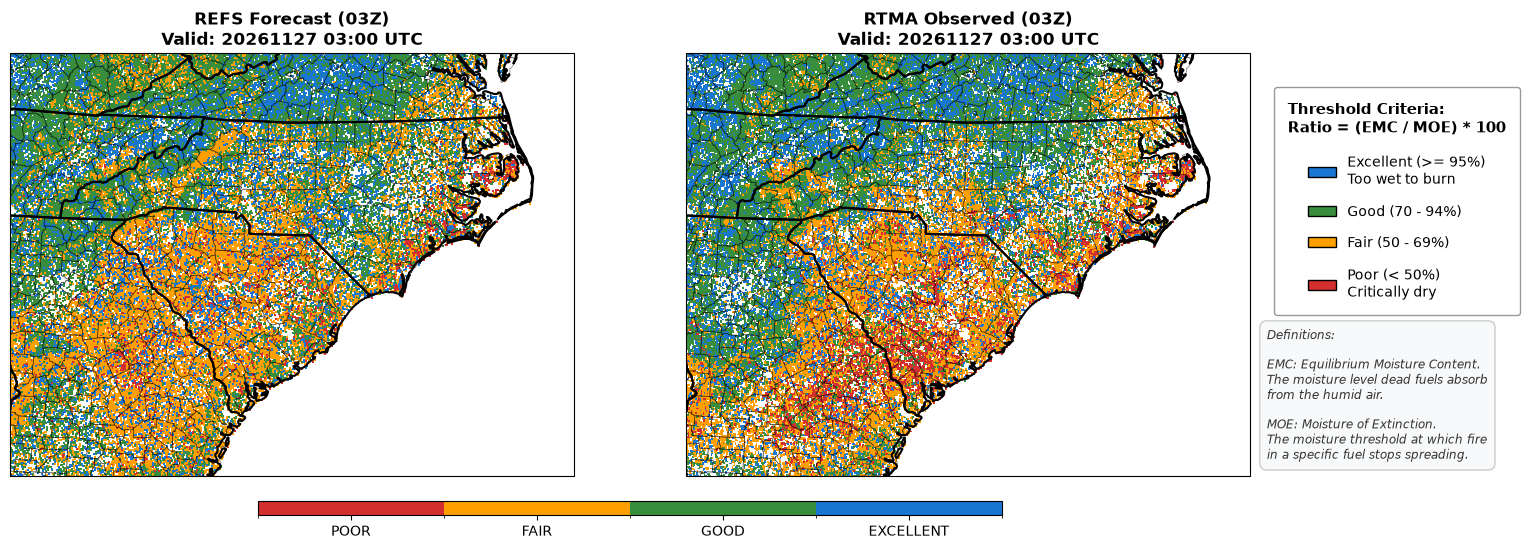 REFS Forecast (03Z)
Valid: 20261127 03:00 UTC
RTMA Observed (03Z)
Valid: 20261127 03:00 UTC
Threshold Criteria:
Ratio = (EMC / MOE) * 100
Excellent (>= 95%)
Too wet to burn
Good (70 - 94%)
Fair (50 - 69%)
Poor (< 50%)
Critically dry
Definitions:
EMC: Equilibrium Moisture Content.
The moisture level dead fuels absorb
from the humid air.
MOE: Moisture of Extinction.
The moisture threshold at which fire
in a specific fuel stops spreading.
POOR FAIR GOOD EXCELLENT